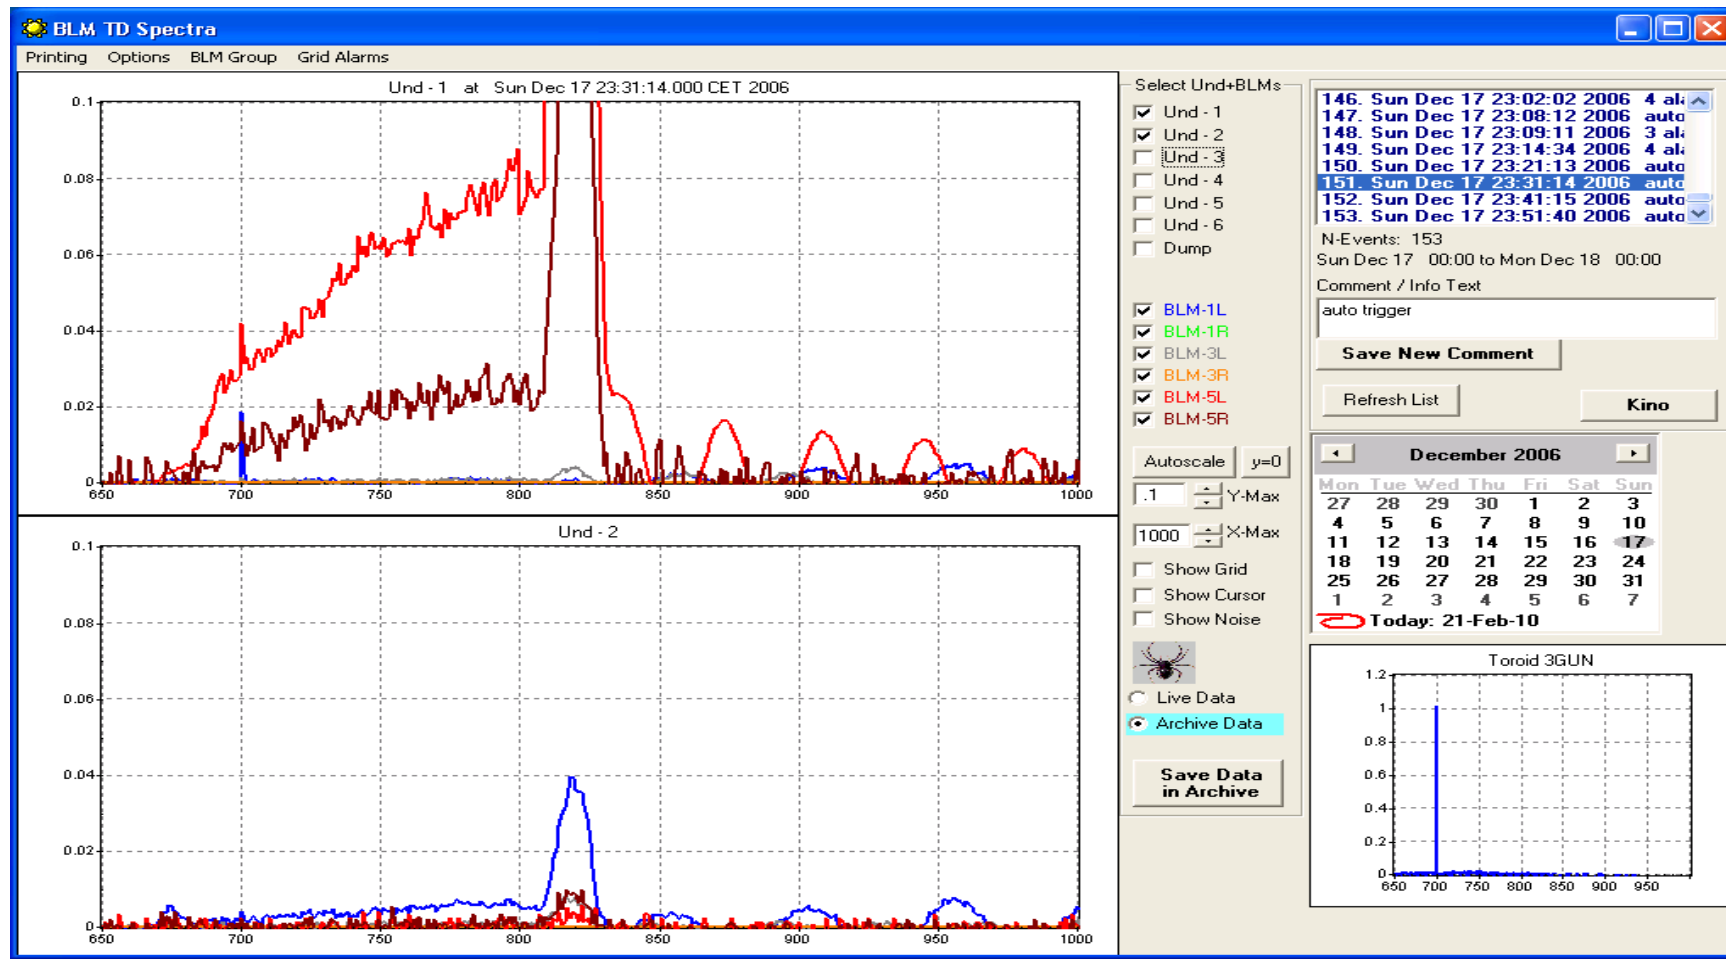 BLM TD Spectra
Printing Options BLM Group Grid Alarms
Und - 1 at Sun Dec 17 23:31:14.000 CET 2006
0.1
0.08
0.06
0.04
0.02
0
650 700 750 800 850 900 950 1000
Und - 2
0.1
0.08
0.06
0.04
0.02
0
650 700 750 800 850 900 950 1000
Select Und+BLMs
Und - 1
Und - 2
Und - 3
Und - 4
Und - 5
Und - 6
Dump
BLM-1L
BLM-1R
BLM-3L
BLM-3R
BLM-5L
BLM-5R
Autoscale y=0
.1 Y-Max
1000 X-Max
Show Grid
Show Cursor
Show Noise
Live Data
Archive Data
Save Data
in Archive
146. Sun Dec 17 23:02:02 2006 4 ala
147. Sun Dec 17 23:08:12 2006 auto
148. Sun Dec 17 23:09:11 2006 3 ala
149. Sun Dec 17 23:14:34 2006 4 ala
150. Sun Dec 17 23:21:13 2006 auto
151. Sun Dec 17 23:31:14 2006 auto
152. Sun Dec 17 23:41:15 2006 auto
153. Sun Dec 17 23:51:40 2006 auto
N-Events: 153
Sun Dec 17 00:00 to Mon Dec 18 00:00
Comment / Info Text
auto trigger
Save New Comment
Refresh List Kino
December 2006
Mon Tue Wed Thu Fri Sat Sun
27 28 29 30 1 2 3
4 5 6 7 8 9 10
11 12 13 14 15 16 17
18 19 20 21 22 23 24
25 26 27 28 29 30 31
1 2 3 4 5 6 7
Today: 21-Feb-10
Toroid 3GUN
1.2
1
0.8
0.6
0.4
0.2
0
650 700 750 800 850 900 950